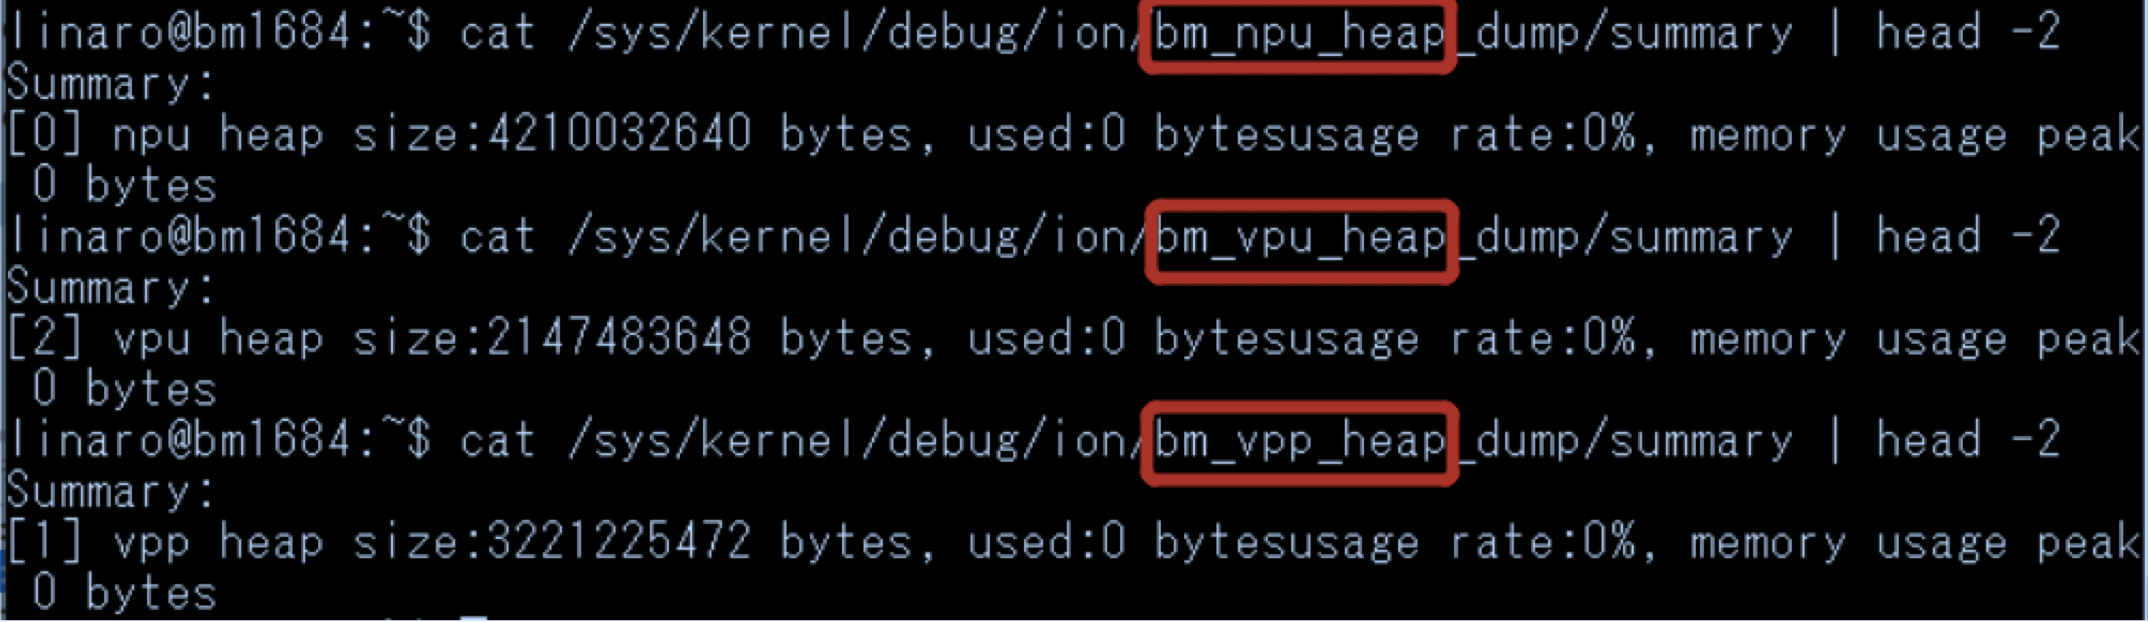 linaro@bm1684:~$ cat /sys/kernel/debug/ion/bm_npu_heap_dump/summary | head -2
Summary:
[0] npu heap size:4210032640 bytes, used:0 bytesusage rate:0%, memory usage peak
 0 bytes
linaro@bm1684:~$ cat /sys/kernel/debug/ion/bm_vpu_heap_dump/summary | head -2
Summary:
[2] vpu heap size:2147483648 bytes, used:0 bytesusage rate:0%, memory usage peak
 0 bytes
linaro@bm1684:~$ cat /sys/kernel/debug/ion/bm_vpp_heap_dump/summary | head -2
Summary:
[1] vpp heap size:3221225472 bytes, used:0 bytesusage rate:0%, memory usage peak
 0 bytes